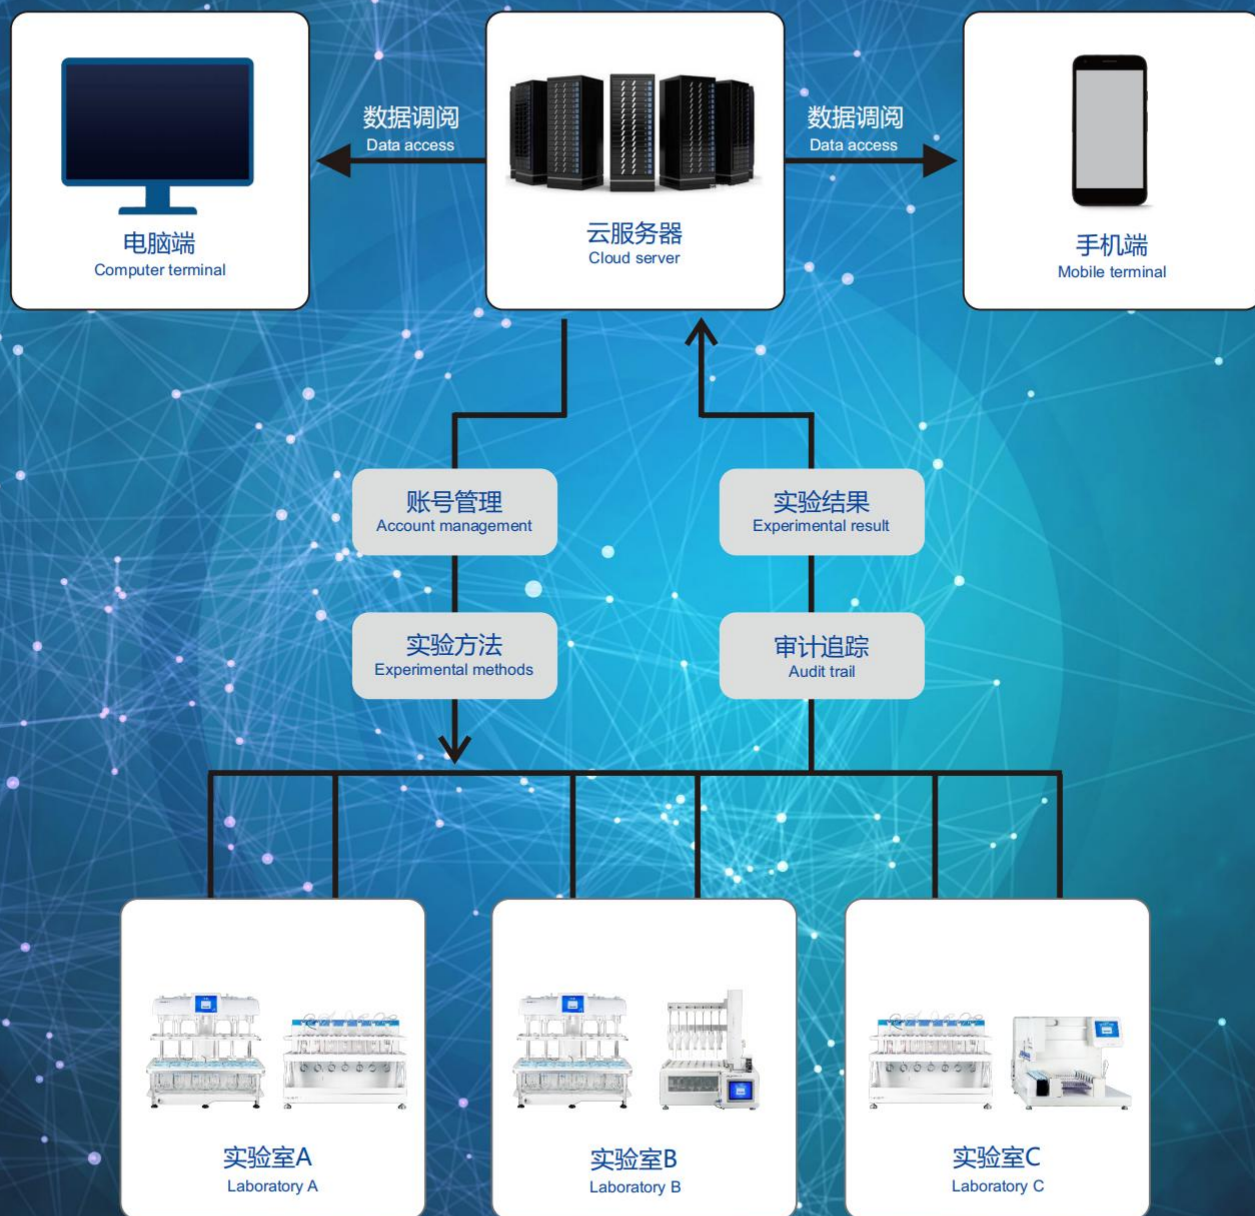 数据调阅
Data access
数据调阅
Data access
电脑端
Computer terminal
云服务器
Cloud server
手机端
Mobile terminal
账号管理
Account management
实验结果
Experimental result
实验方法
Experimental methods
审计追踪
Audit trail
实验室A
Laboratory A
实验室B
Laboratory B
实验室C
Laboratory C